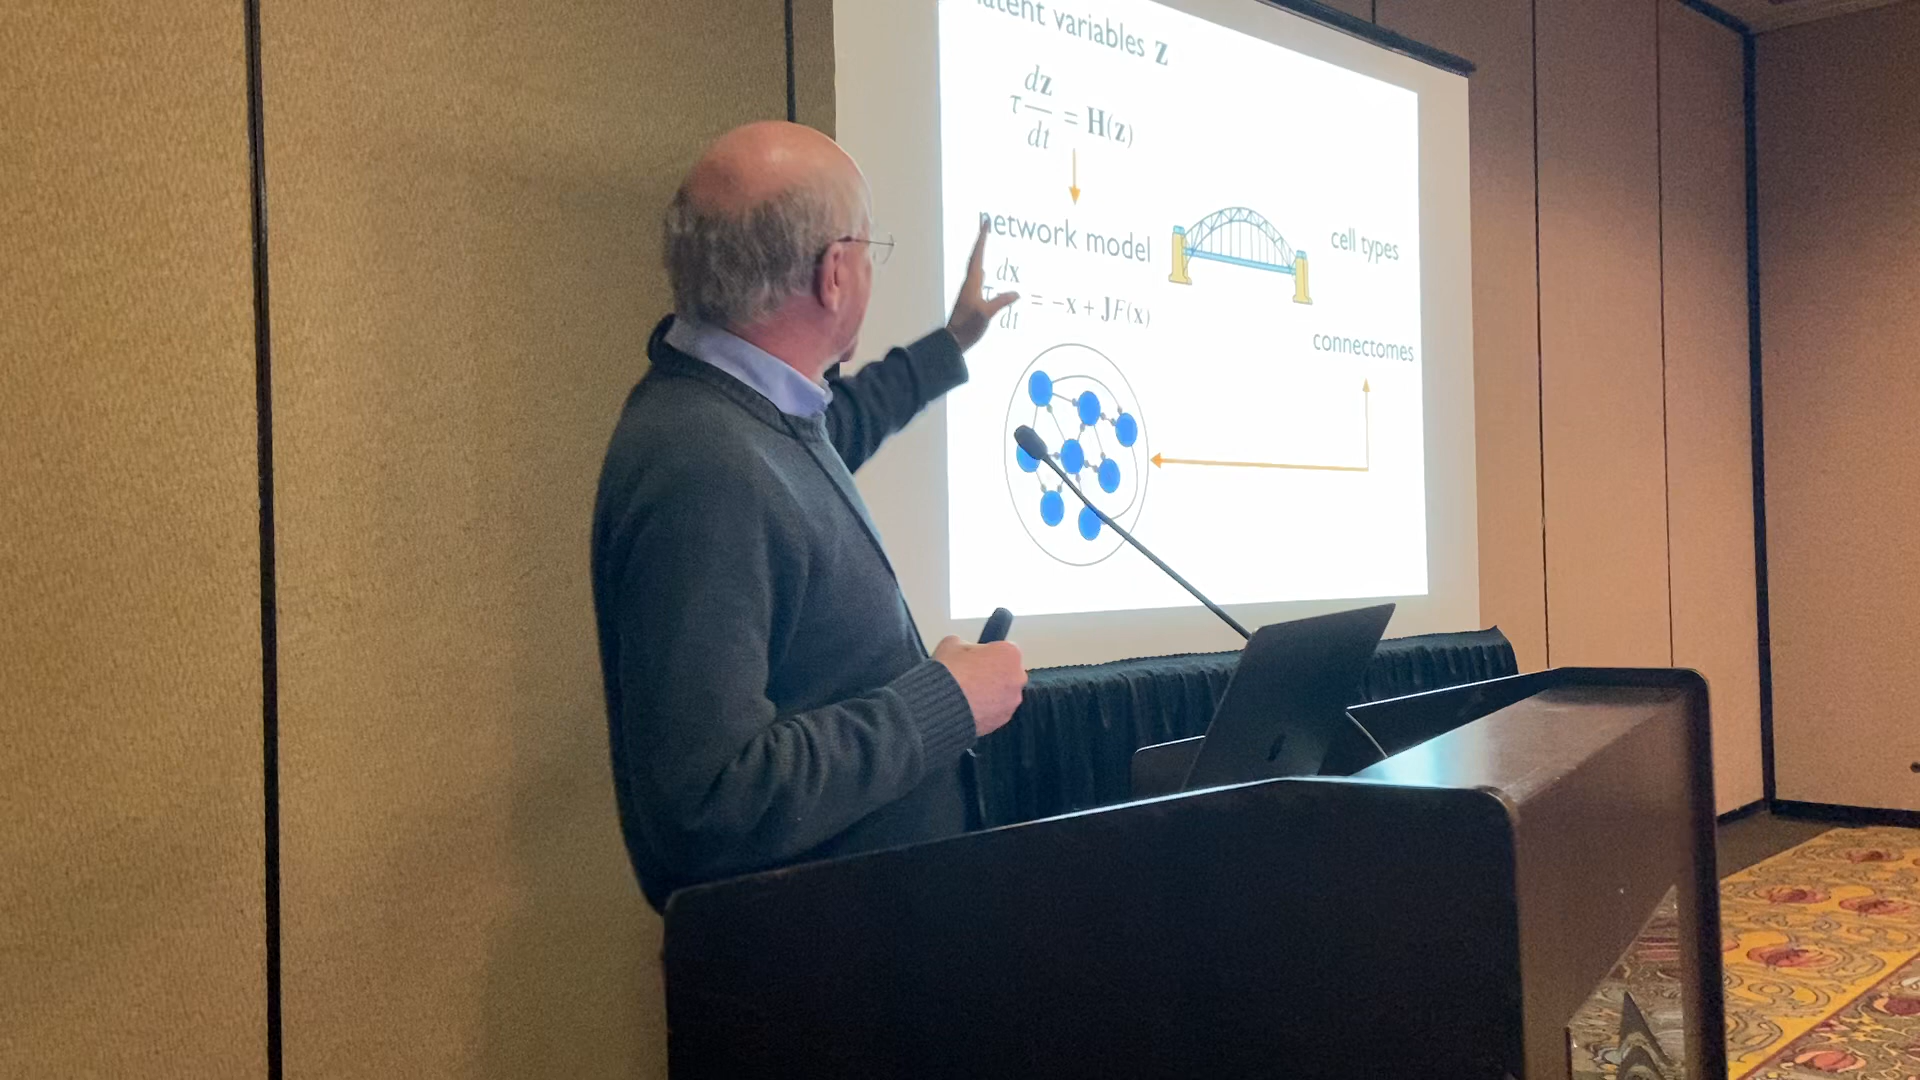 latent variables z
τ dz/dt = H(z)
network model
τ dx/dt = −x + JF(x)
cell types
connectomes